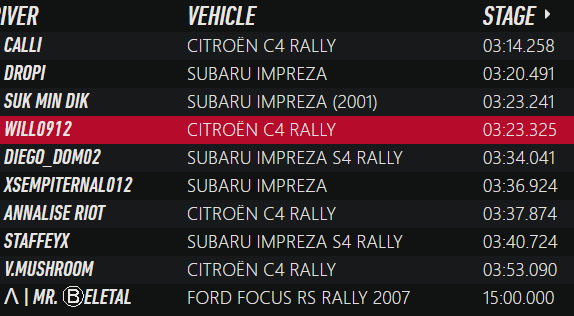 IVER VEHICLE STAGE
CALLI CITROËN C4 RALLY 03:14.258
DROPI SUBARU IMPREZA 03:20.491
SUK MIN DIK SUBARU IMPREZA (2001) 03:23.241
WILL0912 CITROËN C4 RALLY 03:23.325
DIEGO_DOM02 SUBARU IMPREZA S4 RALLY 03:34.041
XSEMPITERNAL012 SUBARU IMPREZA 03:36.924
ANNALISE RIOT CITROËN C4 RALLY 03:37.874
STAFFEYX SUBARU IMPREZA S4 RALLY 03:40.724
V.MUSHROOM CITROËN C4 RALLY 03:53.090
Λ | MR. ⒷELETAL FORD FOCUS RS RALLY 2007 15:00.000